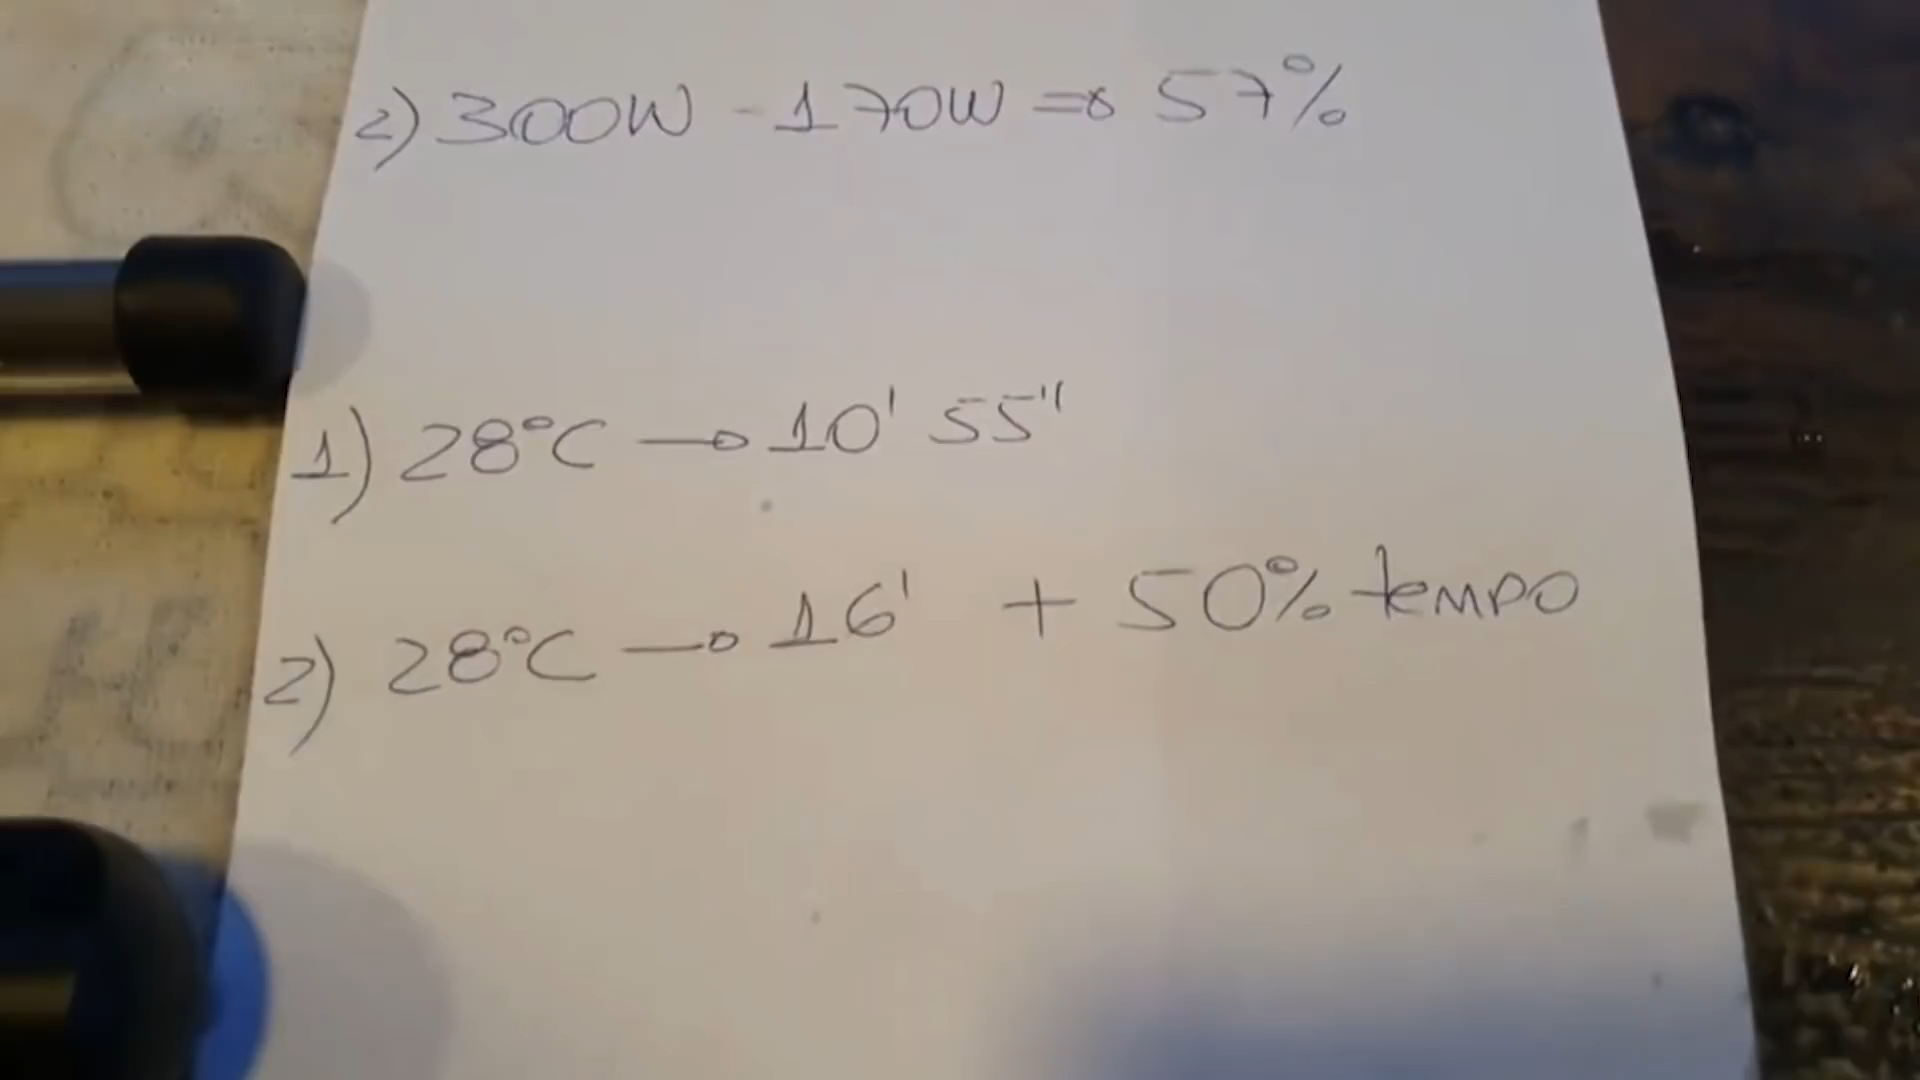 2) 300W - 170W => 57%
1) 28°C → 10' 55"
2) 28°C → 16' + 50% tempo